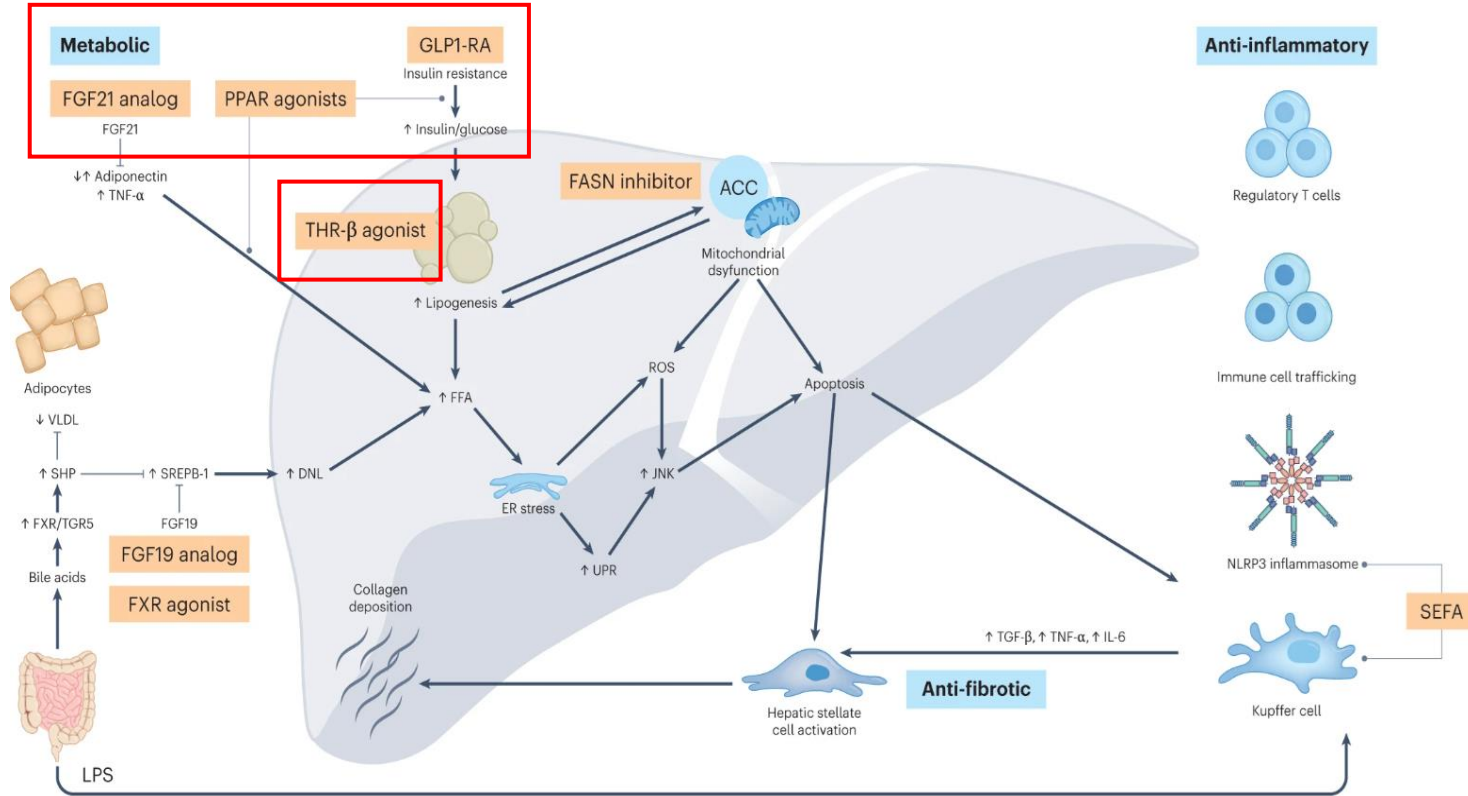 Metabolic
GLP1-RA
Insulin resistance
FGF21 analog
PPAR agonists
FGF21
↑ Insulin/glucose
↓↑ Adiponectin
↑ TNF-α
THR-β agonist
↑ Lipogenesis
FASN inhibitor
ACC
Mitochondrial
dsyfunction
Anti-inflammatory
Regulatory T cells
Immune cell trafficking
NLRP3 inflammasome
SEFA
Kupffer cell
Adipocytes
↓ VLDL
↑ SHP
↑ SREPB-1
↑ DNL
↑ FFA
ROS
Apoptosis
↑ JNK
ER stress
↑ UPR
↑ FXR/TGR5
FGF19
FGF19 analog
Bile acids
FXR agonist
Collagen
deposition
↑ TGF-β, ↑ TNF-α, ↑ IL-6
Anti-fibrotic
Hepatic stellate
cell activation
LPS